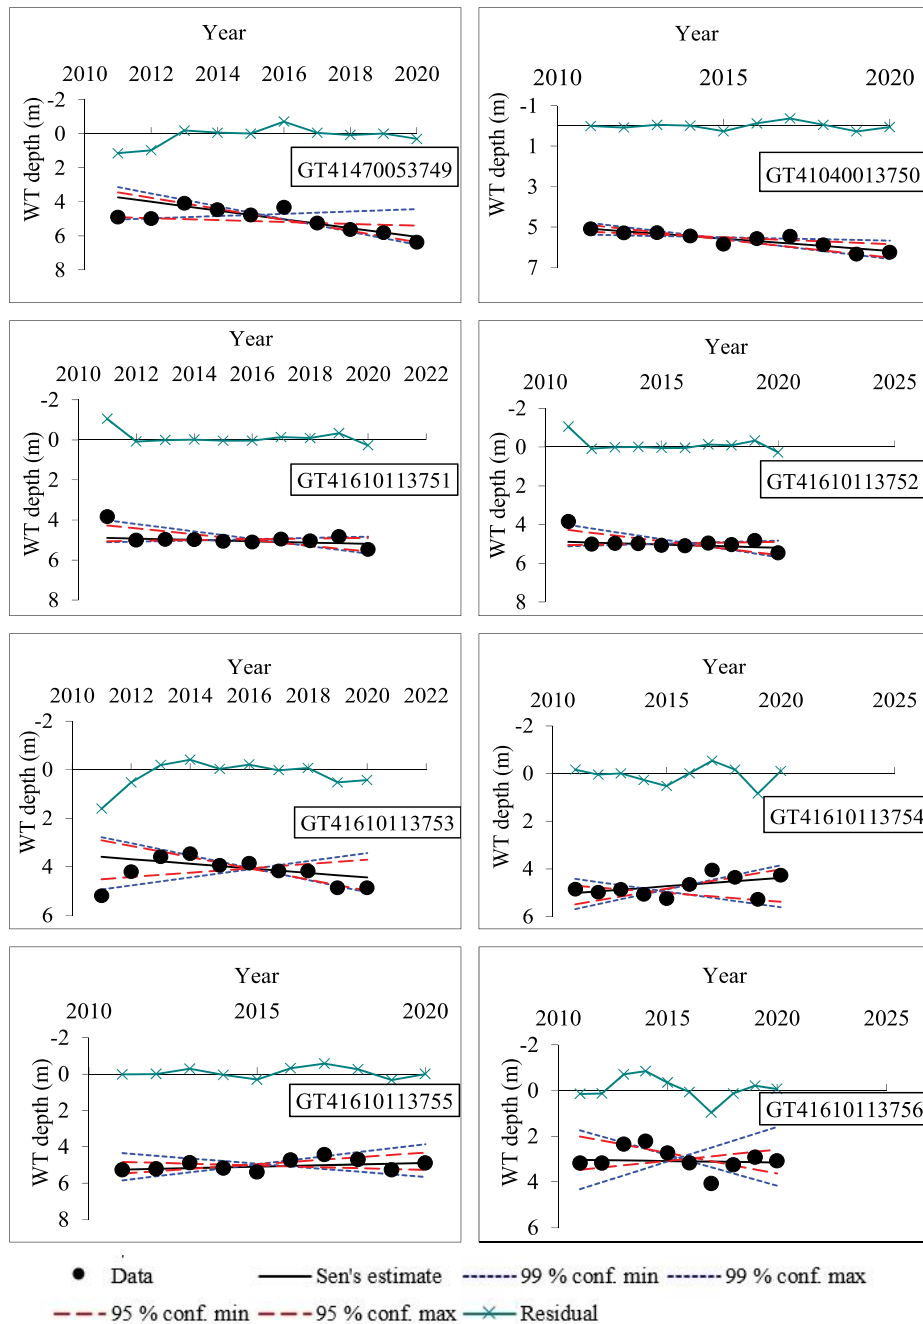 Year
2010 2012 2014 2016 2018 2020
-2
0
2
4
6
8
WT depth (m)
GT41470053749
Year
2010 2015 2020
-1
1
3
5
7
WT depth (m)
GT41040013750
Year
2010 2012 2014 2016 2018 2020 2022
-2
0
2
4
6
8
WT depth (m)
GT41610113751
Year
2010 2015 2020 2025
-2
0
2
4
6
8
WT depth (m)
GT41610113752
Year
2010 2012 2014 2016 2018 2020 2022
-2
0
2
4
6
WT depth (m)
GT41610113753
Year
2010 2015 2020 2025
-2
0
2
4
6
WT depth (m)
GT41610113754
Year
2010 2015 2020
-2
0
2
4
6
8
WT depth (m)
GT41610113755
Year
2010 2015 2020 2025
-2
0
2
4
6
WT depth (m)
GT41610113756
Data Sen's estimate 99 % conf. min 99 % conf. max
95 % conf. min 95 % conf. max Residual